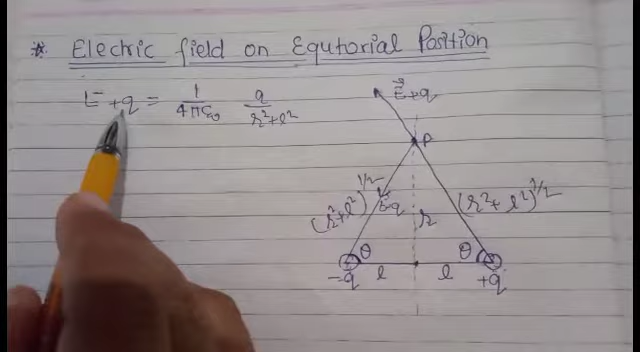 * Electric field on Equtorial Position
E+q = 1/4πε₀ q/r²+l²
E⃗+q
P
(r²+l²)^1/2
E⃗-q
r
(r²+l²)^1/2
θ
θ
-q
l
l
+q